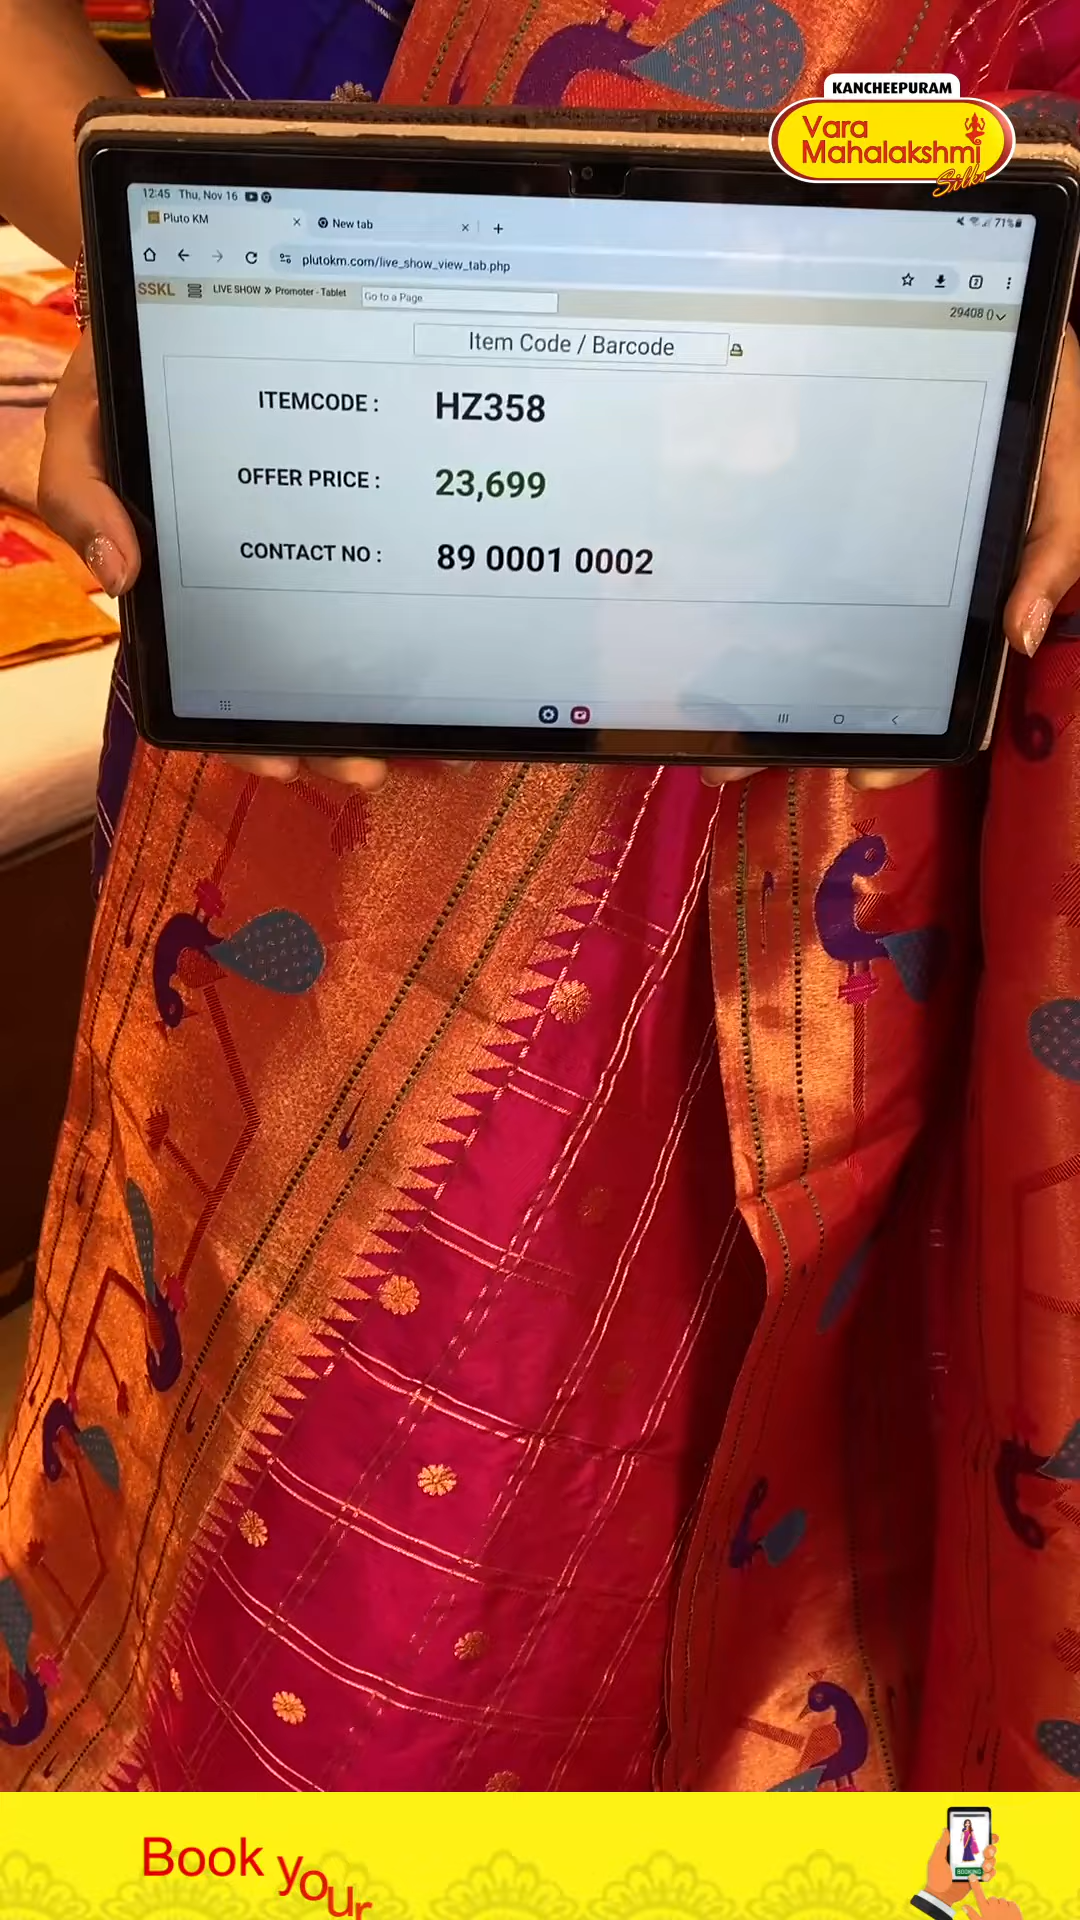 KANCHEEPURAM
Vara
Mahalakshmi
Silks
12:45 Thu, Nov 16
71%
Pluto KM
New tab
plutokm.com/live_show_view_tab.php
SSKL
LIVE SHOW » Promoter - Tablet
Go to a Page
29408 ()
Item Code / Barcode
ITEMCODE : HZ358
OFFER PRICE : 23,699
CONTACT NO : 89 0001 0002
Book your
BOOKING